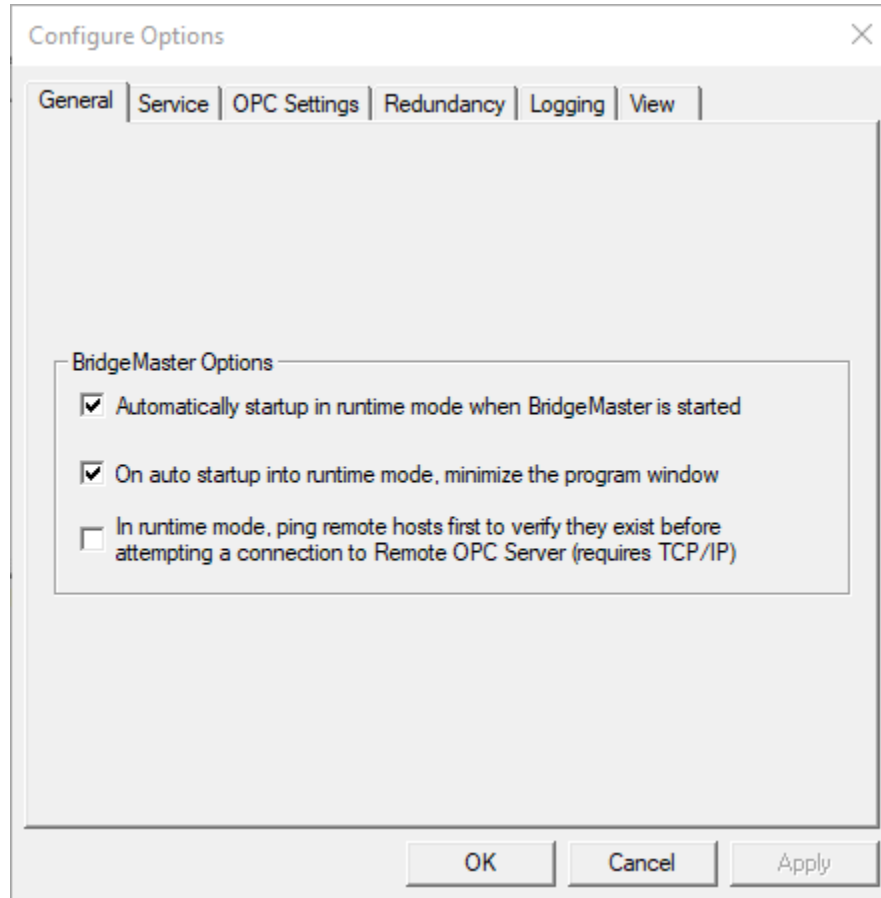 Configure Options
General Service OPC Settings Redundancy Logging View
BridgeMaster Options
Automatically startup in runtime mode when BridgeMaster is started
On auto startup into runtime mode, minimize the program window
In runtime mode, ping remote hosts first to verify they exist before
attempting a connection to Remote OPC Server (requires TCP/IP)
OK Cancel Apply